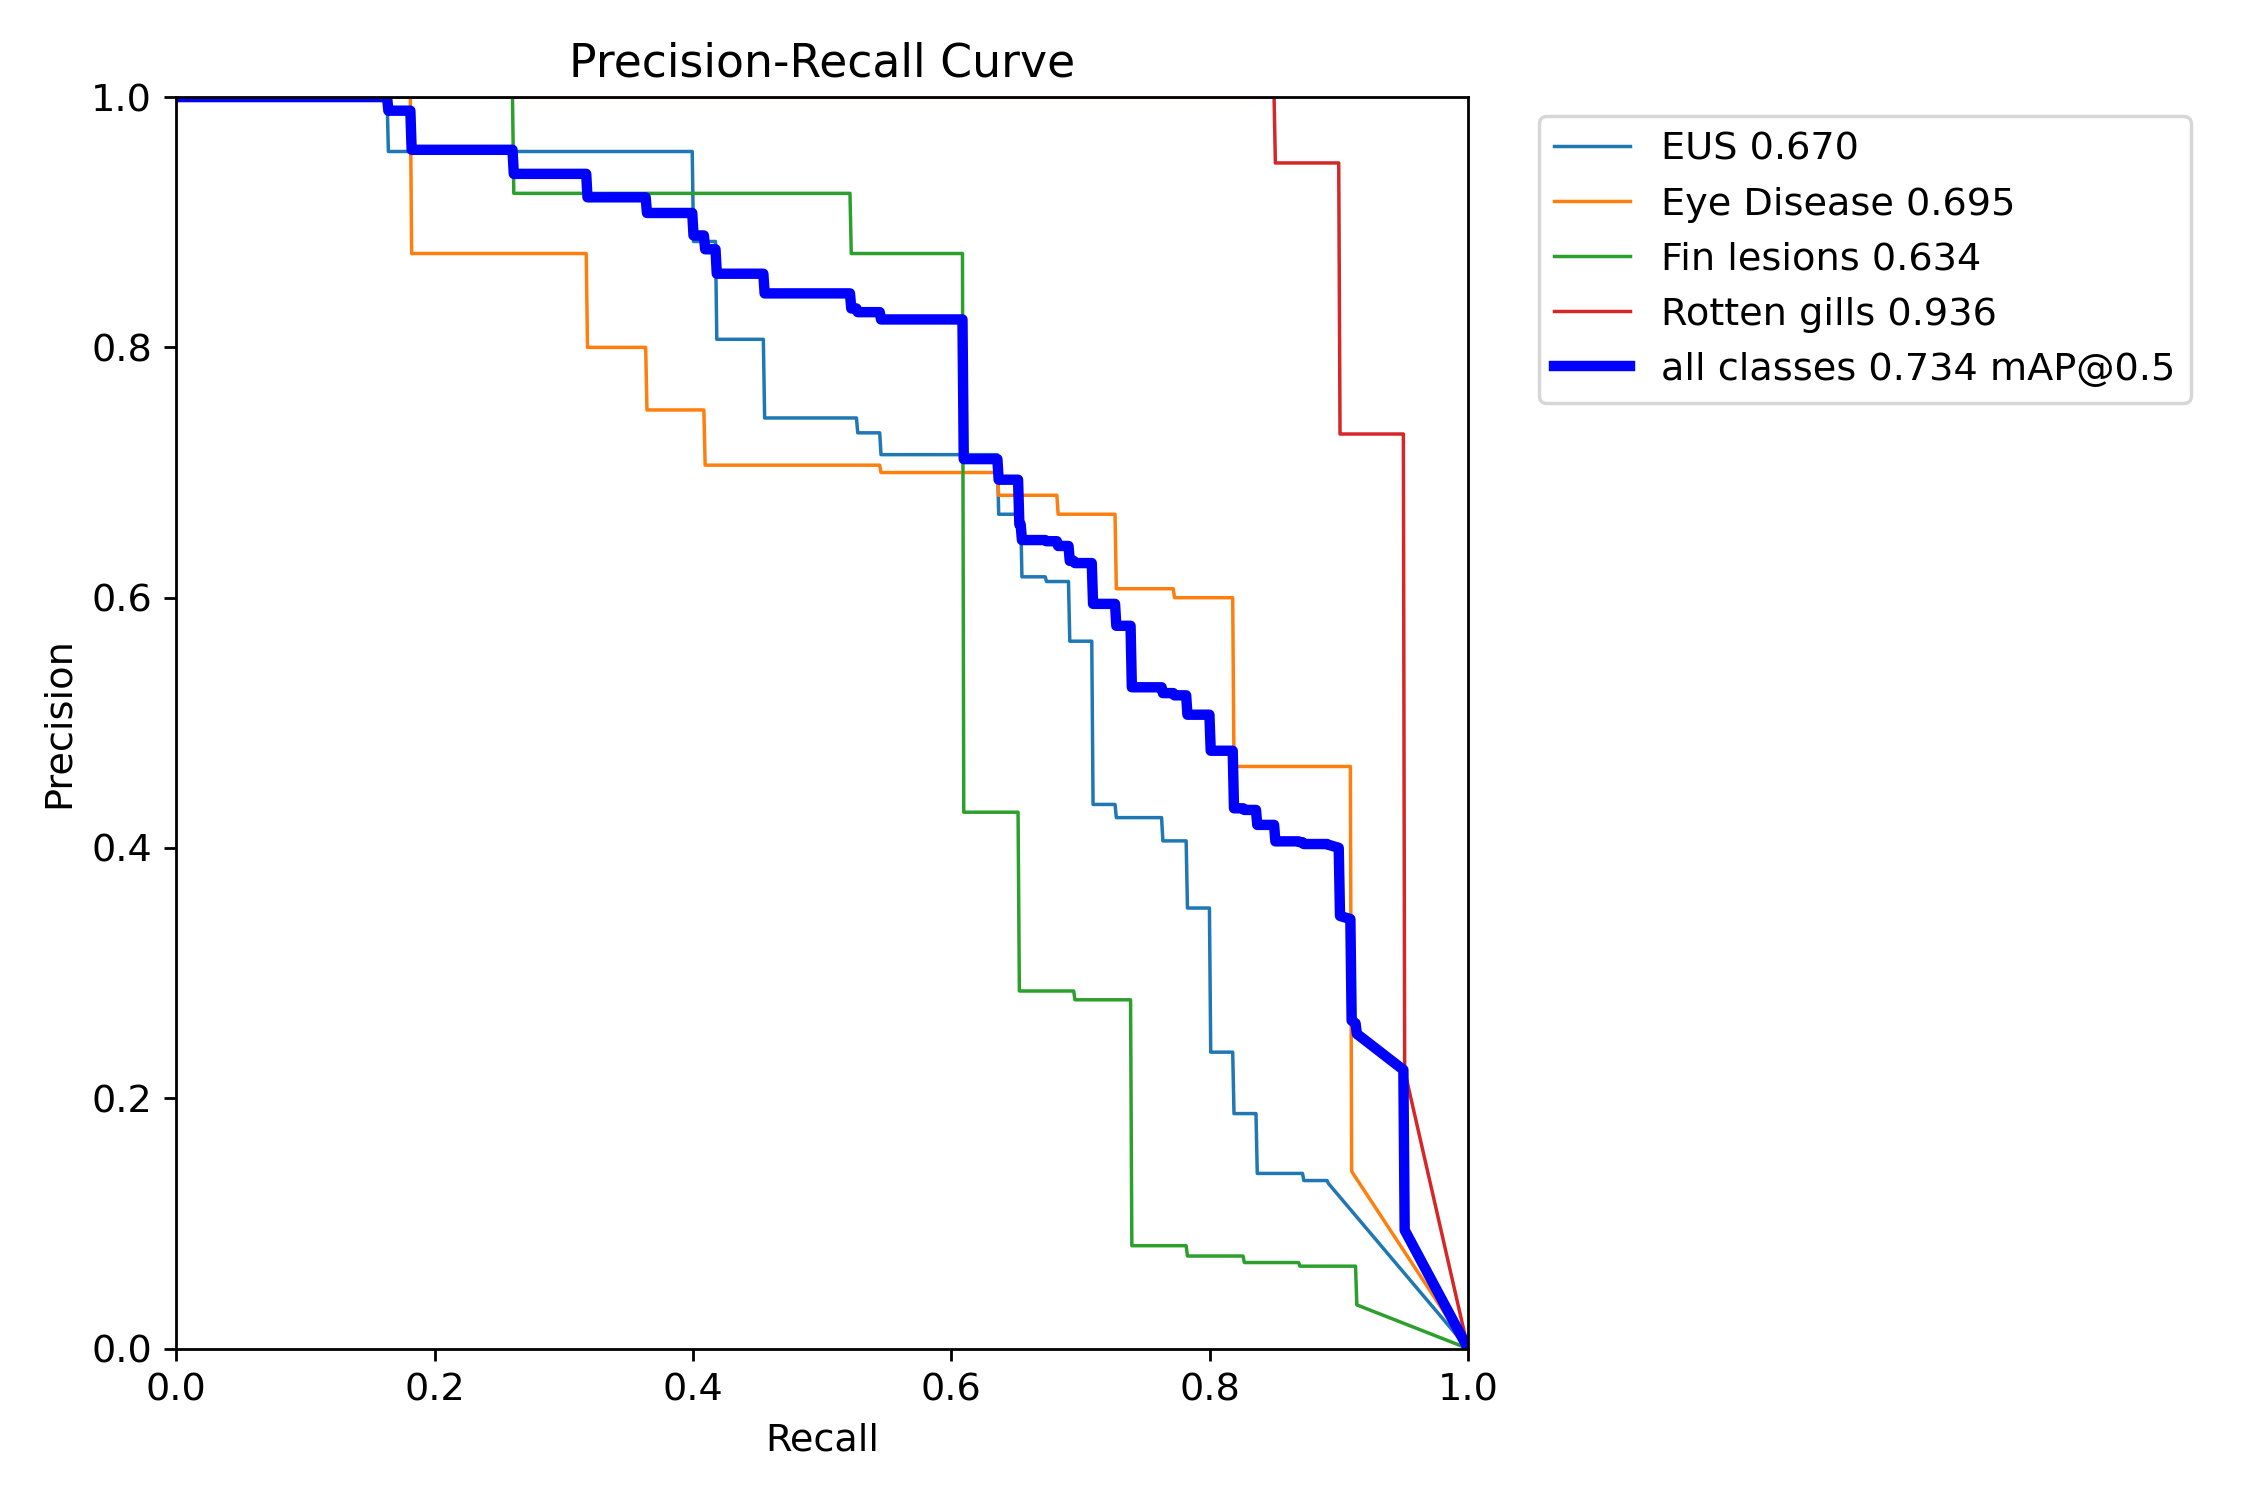 Precision-Recall Curve
1.0
0.8
0.6
0.4
0.2
0.0
Precision
0.0 0.2 0.4 0.6 0.8 1.0
Recall
EUS 0.670
Eye Disease 0.695
Fin lesions 0.634
Rotten gills 0.936
all classes 0.734 mAP@0.5